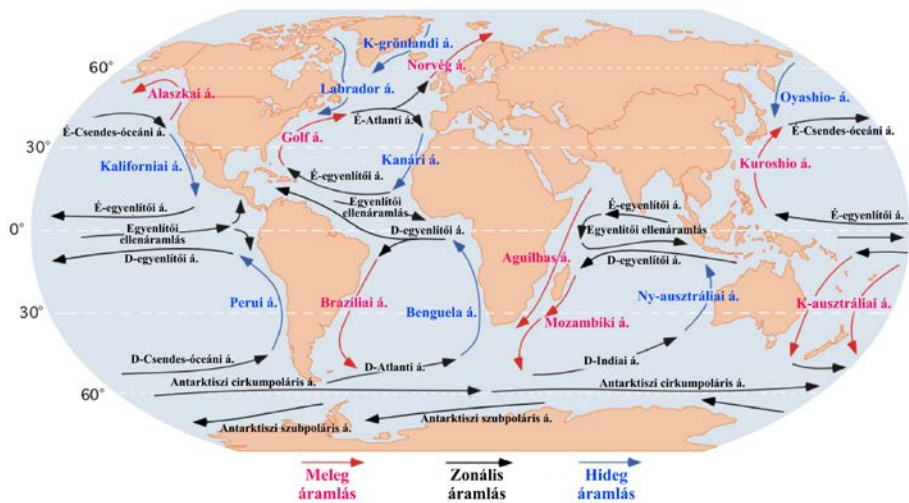 K-grönlandi á.
60°
Norvég á.
Alaszkai á.
Labrador á.
Oyashio- á.
É-Csendes-óceáni á.
É-Atlanti á.
É-Csendes-óceáni á.
Golf á.
30°
Kaliforniai á.
Kanári á.
Kuroshio á.
É-egyenlítői á.
É-egyenlítői á.
Egyenlítői
ellenáramlás
É-egyenlítői á.
É-egyenlítői á.
0°
Egyenlítői
ellenáramlás
D-egyenlítői á.
Egyenlítői ellenáramlás
D-egyenlítői á.
Aguilhas á.
D-egyenlítői á.
Perui á.
Brazíliai á.
Benguela á.
Ny-ausztráliai á.
K-ausztráliai á.
30
Mozambiki á.
D-Csendes-óceáni á.
D-Atlanti á.
D-Indiai á.
Antarktiszi cirkumpoláris á.
Antarktiszi cirkumpoláris á.
60°
Antarktiszi szubpoláris á.
Antarktiszi szubpoláris á.
Meleg
áramlás
Zonális
áramlás
Hideg
áramlás